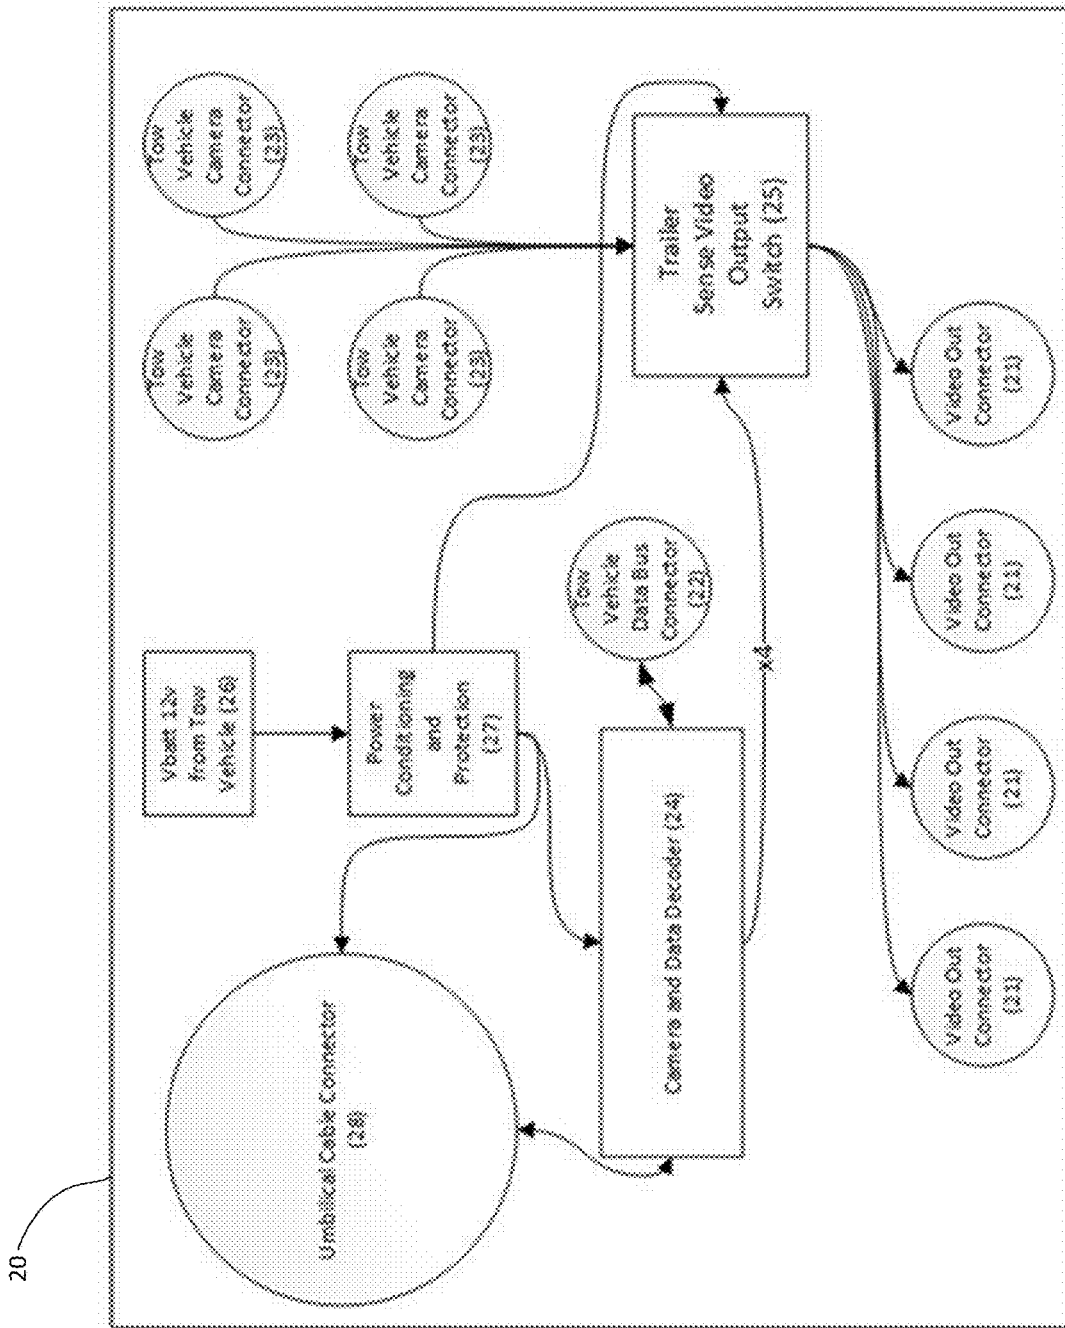 20
Umbilical Cable Connector
(28)
Vbatt 12v
from Tow
Vehicle (26)
Power
Conditioning
and
Protection
(27)
Tow
Vehicle
Camera
Connector
(23)
Tow
Vehicle
Camera
Connector
(23)
Tow
Vehicle
Camera
Connector
(23)
Tow
Vehicle
Camera
Connector
(23)
Camera and Data Decoder (24)
Tow
Vehicle
Data Bus
Connector
(22)
Trailer
Sense Video
Output
Switch (25)
x4
Video Out
Connector
(21)
Video Out
Connector
(21)
Video Out
Connector
(21)
Video Out
Connector
(21)